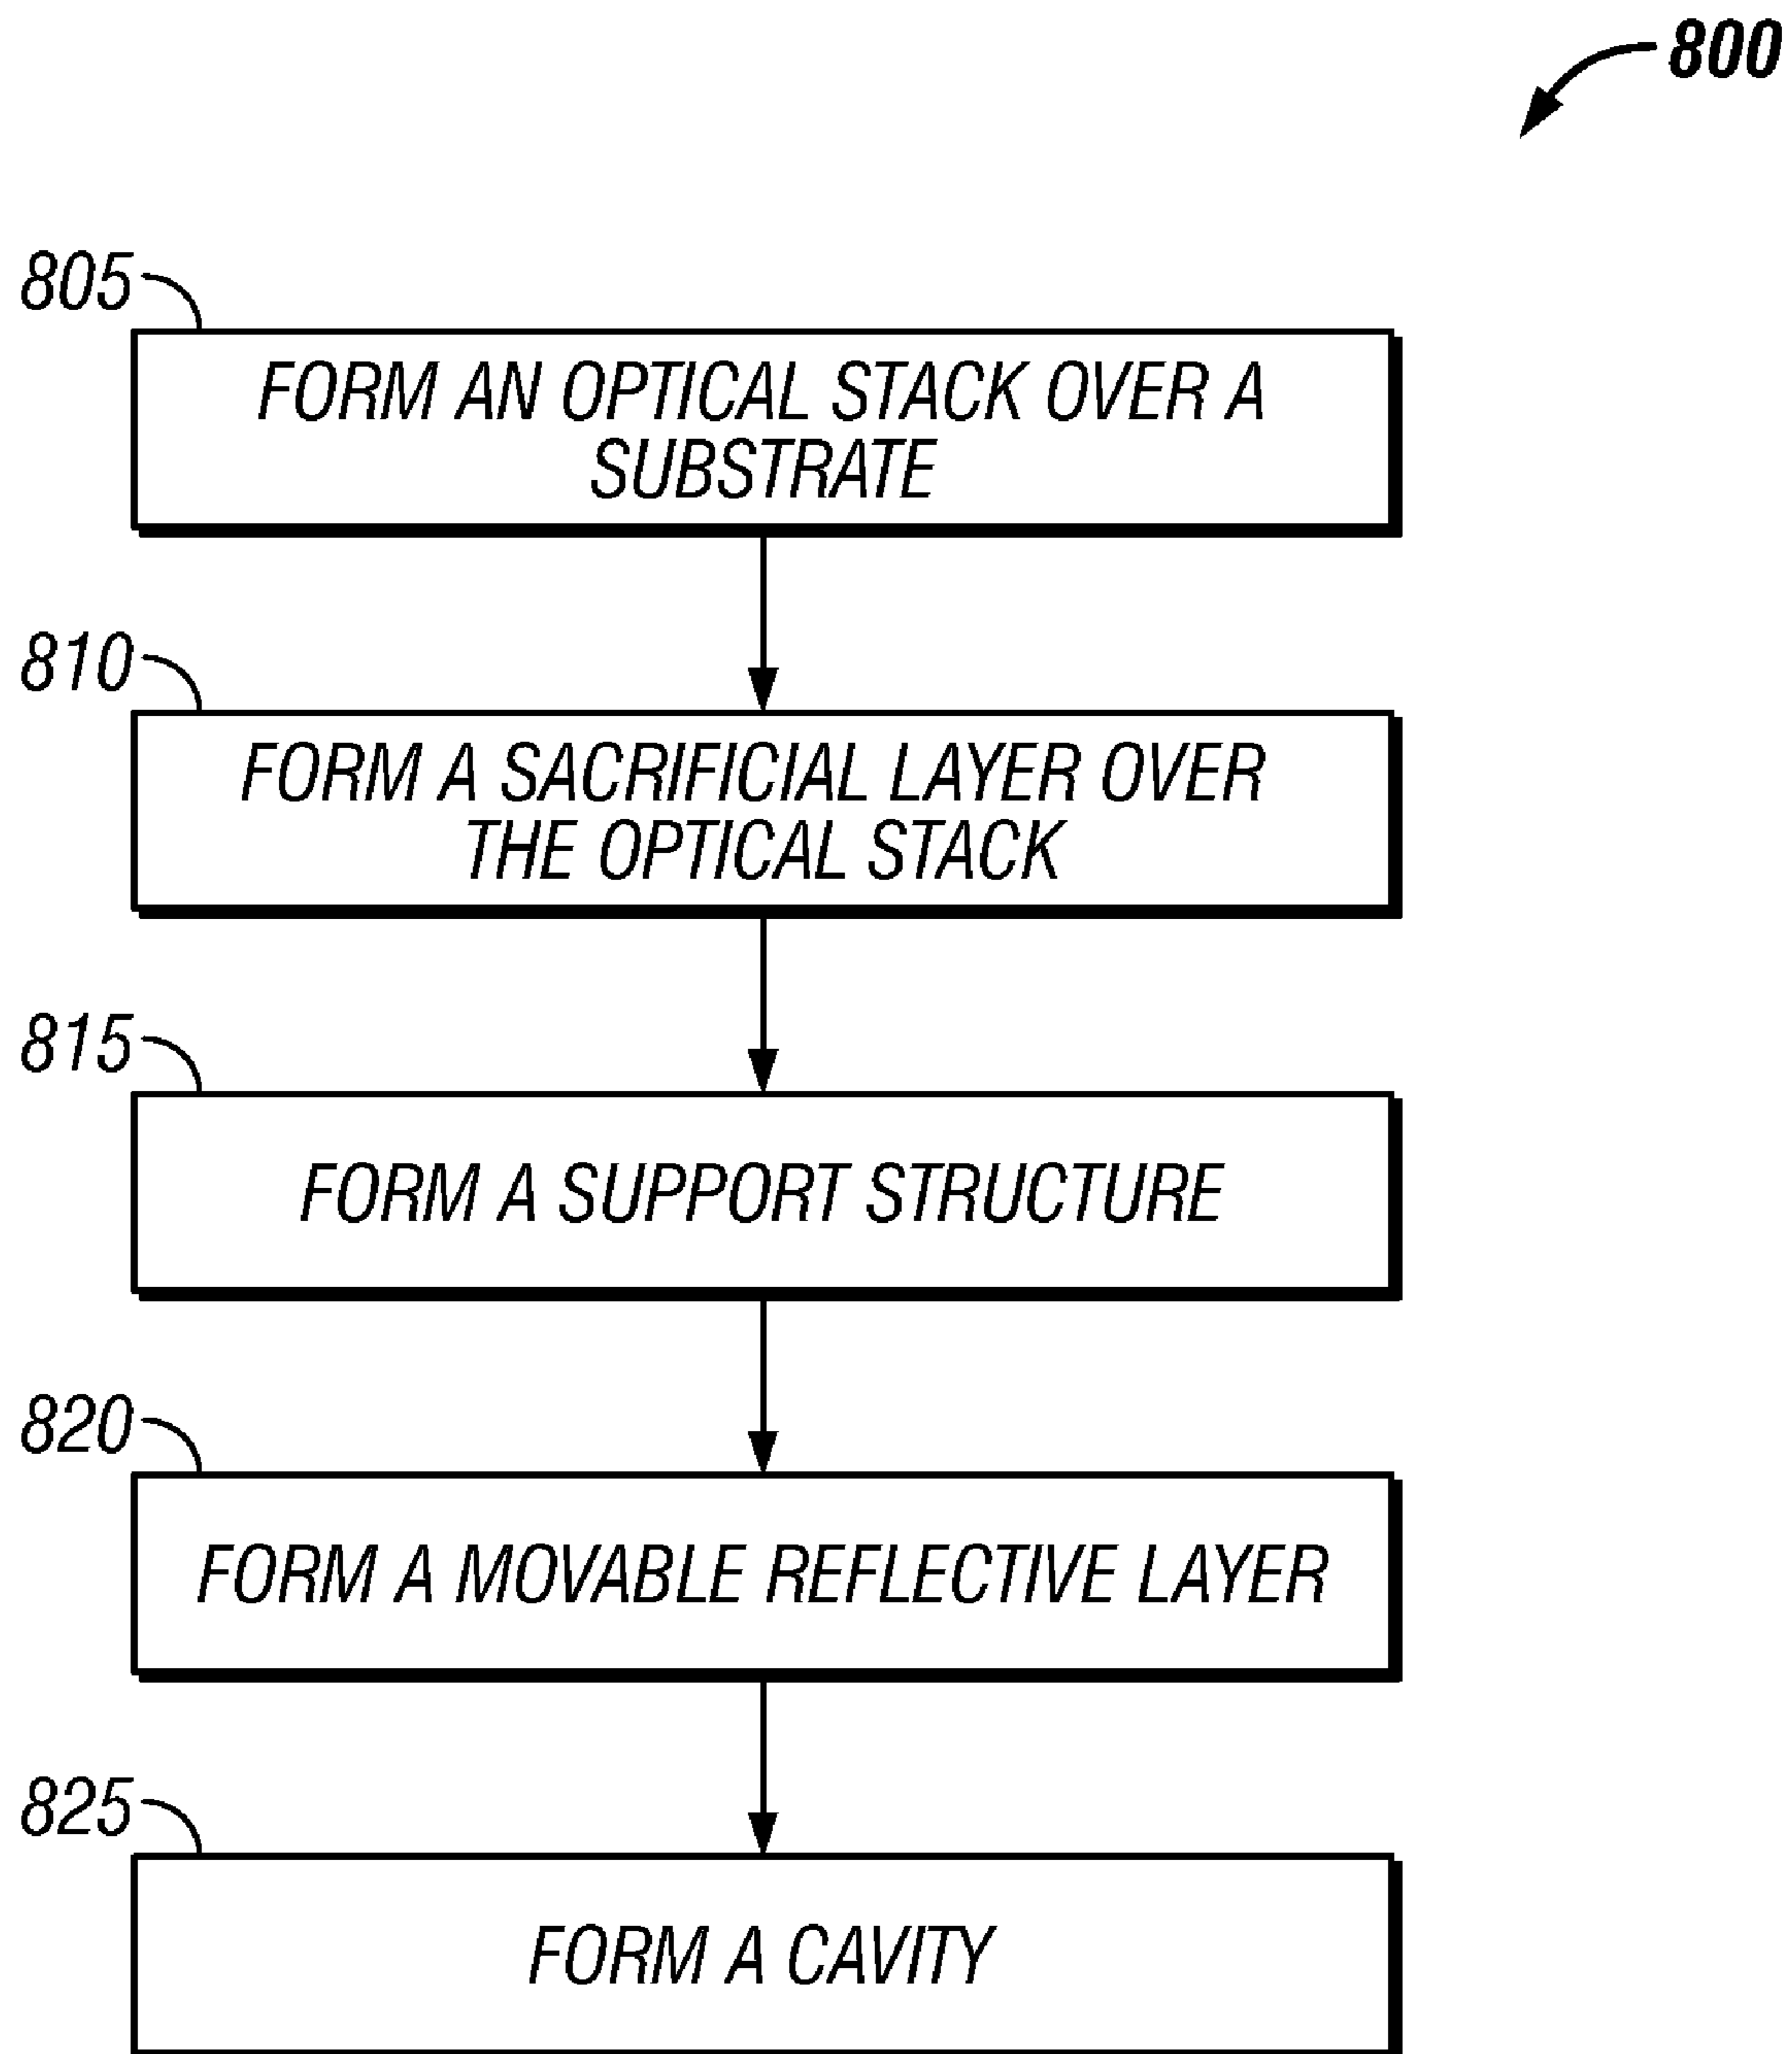 800
805
FORM AN OPTICAL STACK OVER A
SUBSTRATE
810
FORM A SACRIFICIAL LAYER OVER
THE OPTICAL STACK
815
FORM A SUPPORT STRUCTURE
820
FORM A MOVABLE REFLECTIVE LAYER
825
FORM A CAVITY